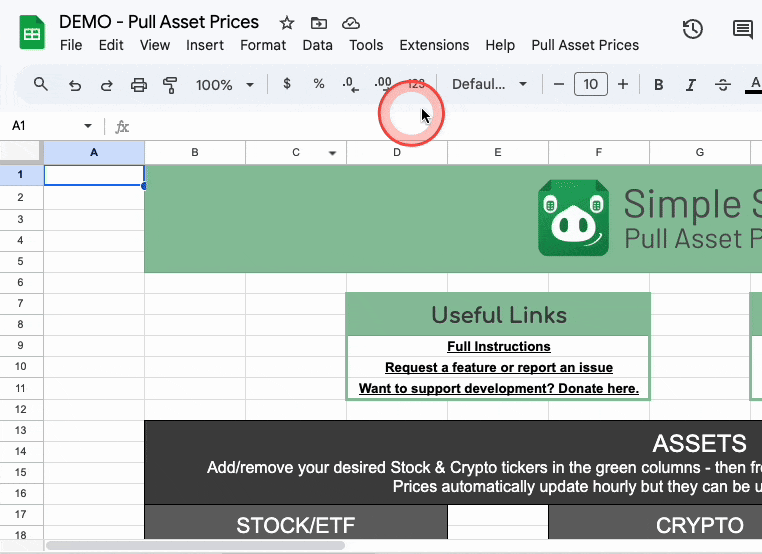 DEMO - Pull Asset Prices
File Edit View Insert Format Data Tools Extensions Help Pull Asset Prices
100% $ % .0 .00 123 Defaul... 10 B I S A
A1 fx
A B C D E F G
1
2
3
4
5
6
7
8
9
10
11
12
13
14
15
16
17
18
Simple
Pull Asset
Useful Links
Full Instructions
Request a feature or report an issue
Want to support development? Donate here.
ASSETS
Add/remove your desired Stock & Crypto tickers in the green columns - then
Prices automatically update hourly but they can be
STOCK/ETF CRYPTO